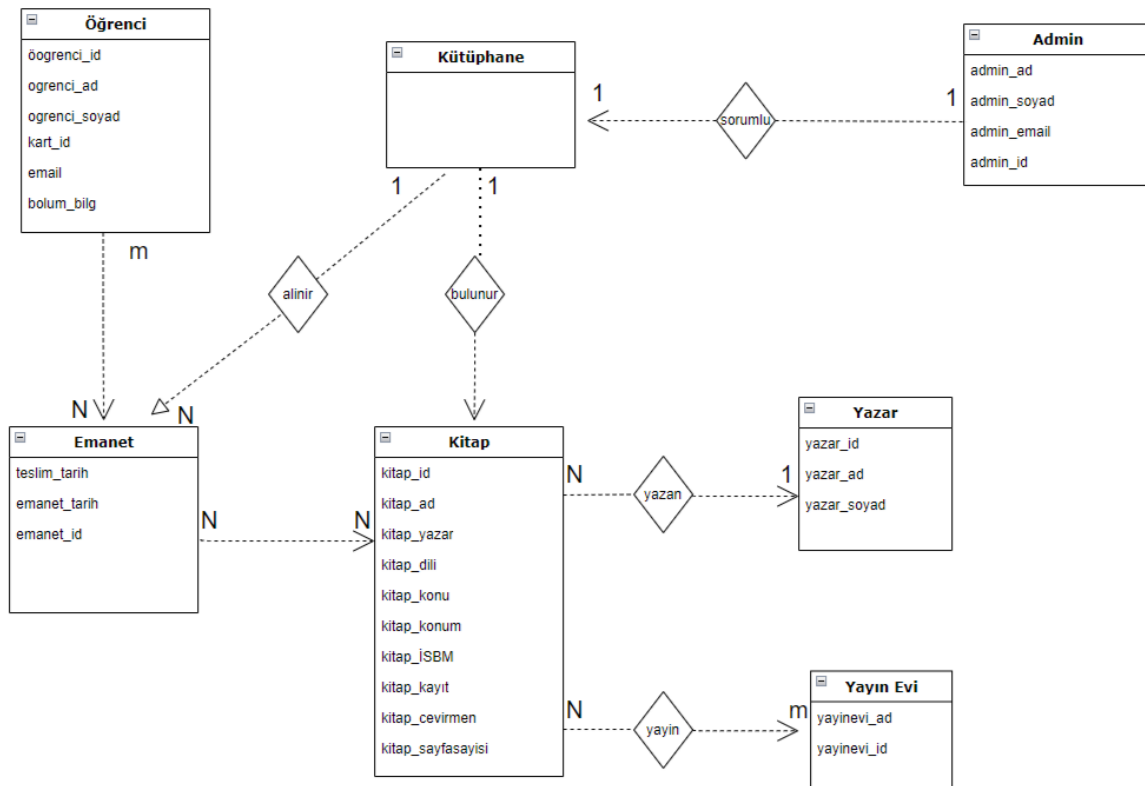 Öğrenci
öogrenci_id
ogrenci_ad
ogrenci_soyad
kart_id
email
bolum_bilg
m
Kütüphane
1
1
1
sorumlu
1
Admin
admin_ad
admin_soyad
admin_email
admin_id
alinir
bulunur
N
N
Emanet
teslim_tarih
emanet_tarih
emanet_id
N
N
Kitap
kitap_id
kitap_ad
kitap_yazar
kitap_dili
kitap_konu
kitap_konum
kitap_İSBM
kitap_kayıt
kitap_cevirmen
kitap_sayfasayisi
N
yazan
1
Yazar
yazar_id
yazar_ad
yazar_soyad
N
yayin
m
Yayın Evi
yayinevi_ad
yayinevi_id